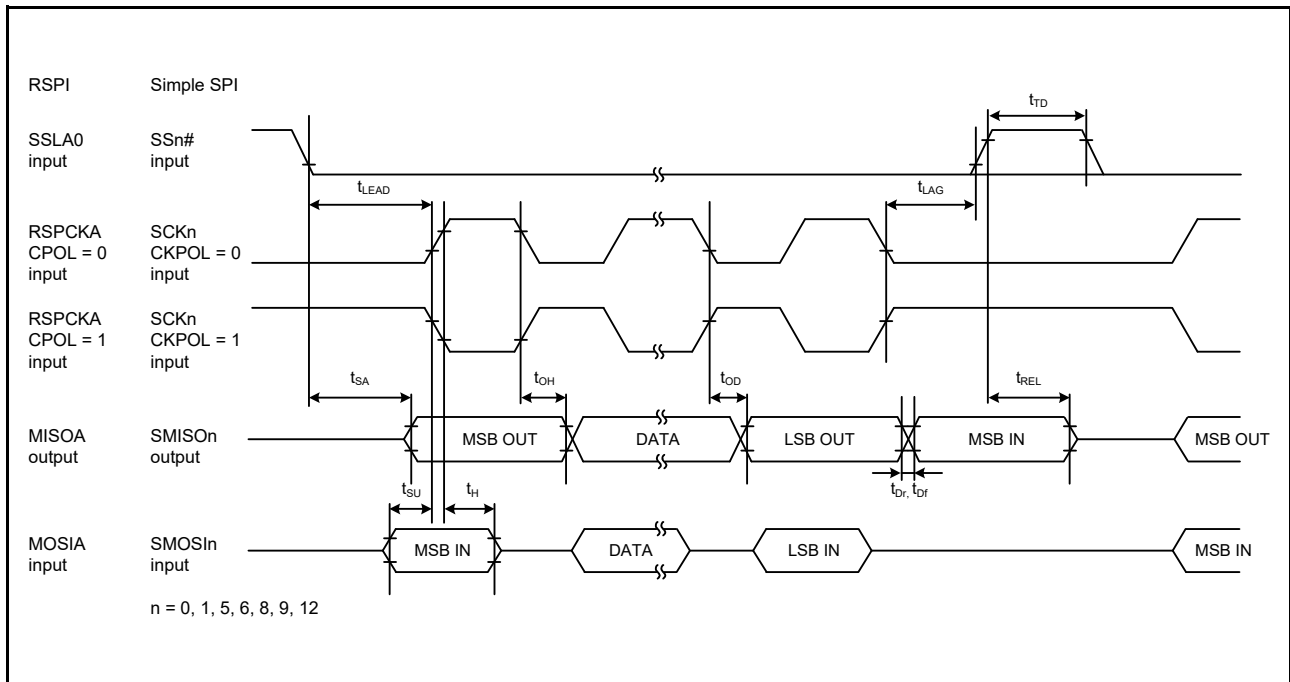 RSPI Simple SPI
t_TD
SSLA0 SSn#
input input
t_LEAD t_LAG
RSPCKA SCKn
CPOL = 0 CKPOL = 0
input input
RSPCKA SCKn
CPOL = 1 CKPOL = 1
input input
t_SA t_OH t_OD t_REL
MISOA SMISOn MSB OUT DATA LSB OUT MSB IN MSB OUT
output output
t_SU t_H t_Dr, t_Df
MOSIA SMOSIn MSB IN DATA LSB IN MSB IN
input input
n = 0, 1, 5, 6, 8, 9, 12